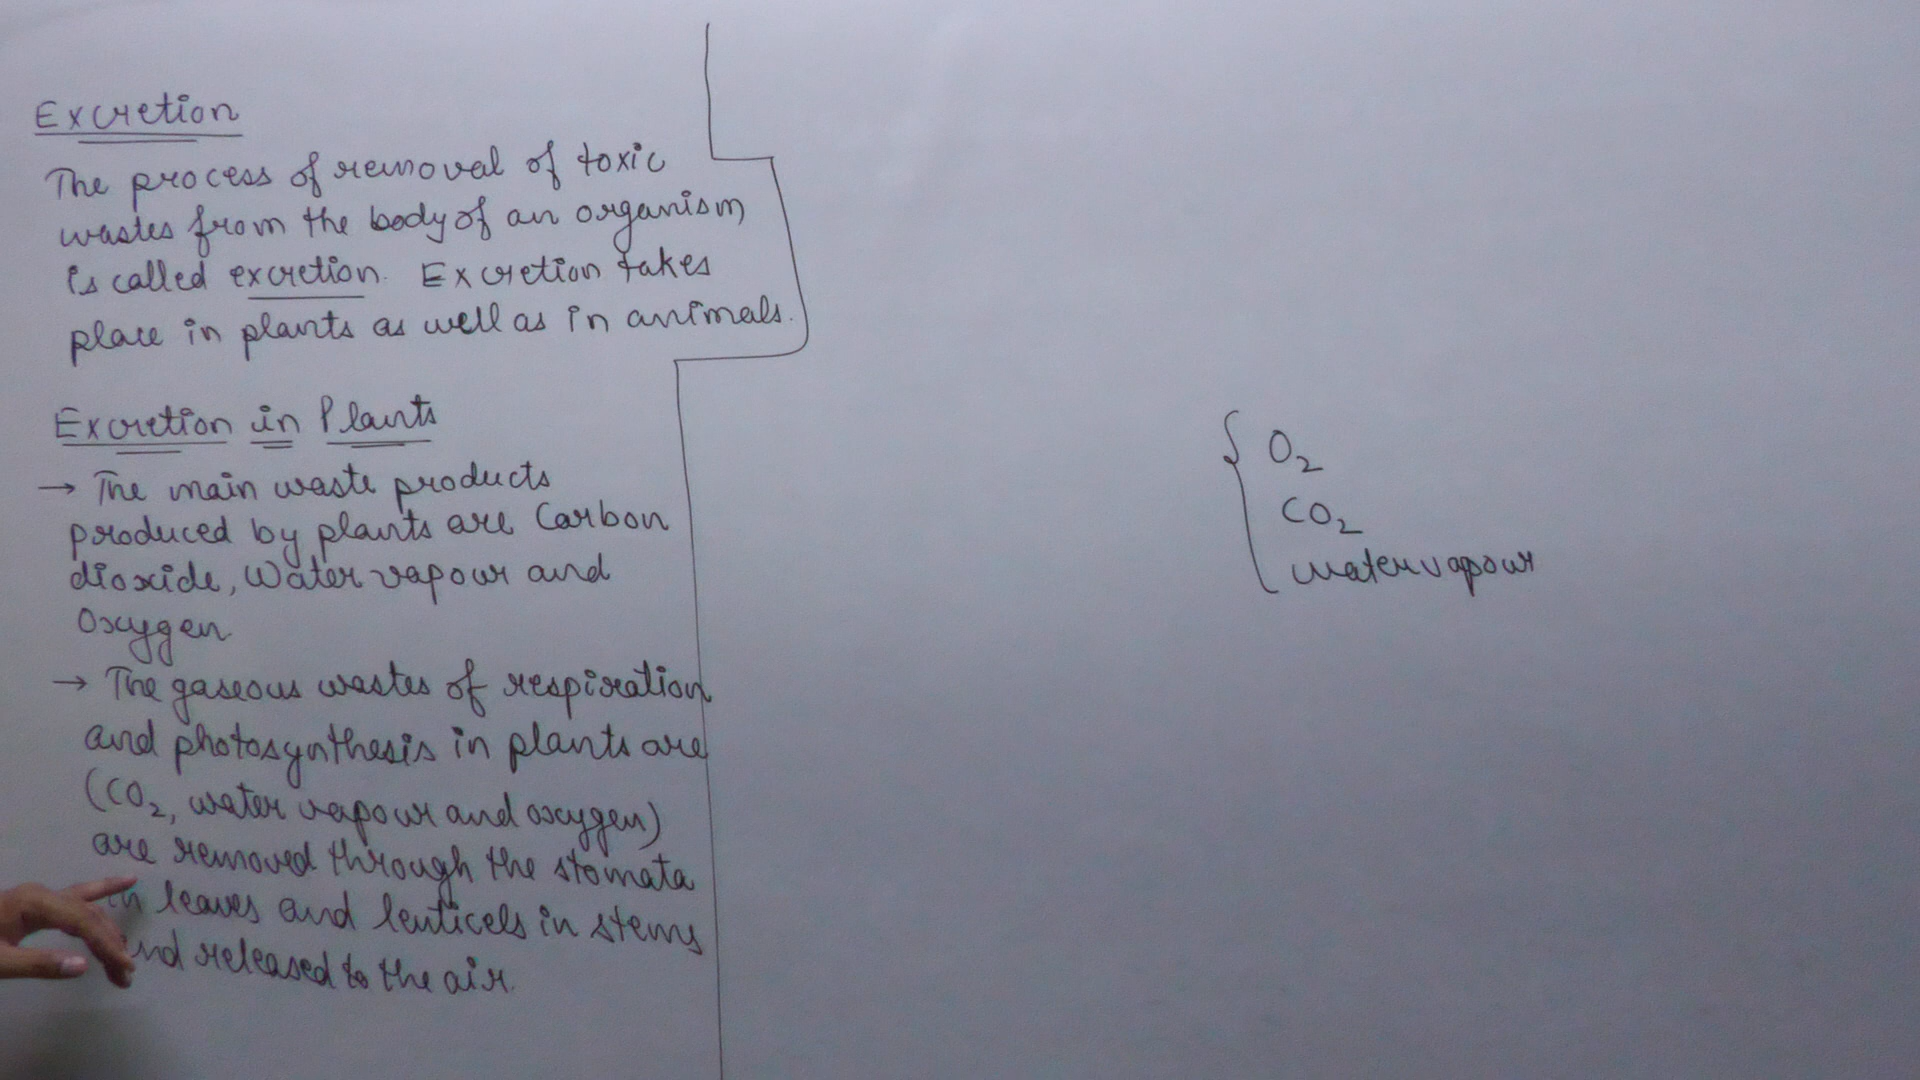 Excretion
The process of removal of toxic
wastes from the body of an organism
is called excretion. Excretion takes
place in plants as well as in animals.
Excretion in Plants
→ The main waste products
produced by plants are Carbon
dioxide, Water vapour and
Oxygen.
→ The gaseous wastes of respiration
and photosynthesis in plants are
(CO₂, water vapour and oxygen)
are removed through the stomata
in leaves and lenticels in stems
and released to the air.
{ O₂
CO₂
water vapour